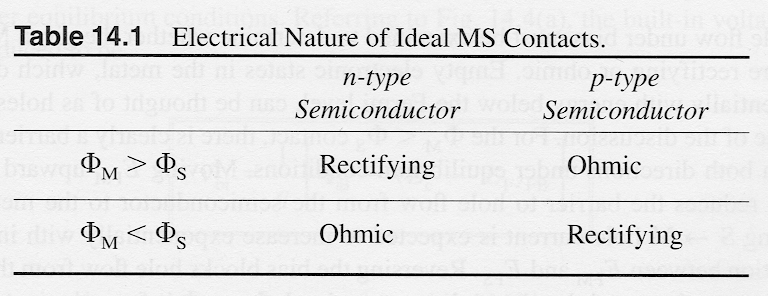 Table 14.1 Electrical Nature of Ideal MS Contacts.
n-type p-type
Semiconductor Semiconductor
Φ_M > Φ_S Rectifying Ohmic
Φ_M < Φ_S Ohmic Rectifying